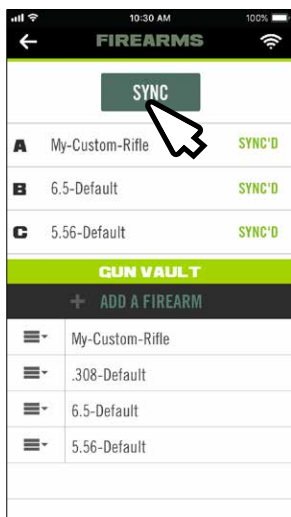 10:30 AM 100%
FIREARMS
SYNC
A My-Custom-Rifle SYNC'D
B 6.5-Default SYNC'D
C 5.56-Default SYNC'D
GUN VAULT
+ ADD A FIREARM
My-Custom-Rifle
.308-Default
6.5-Default
5.56-Default